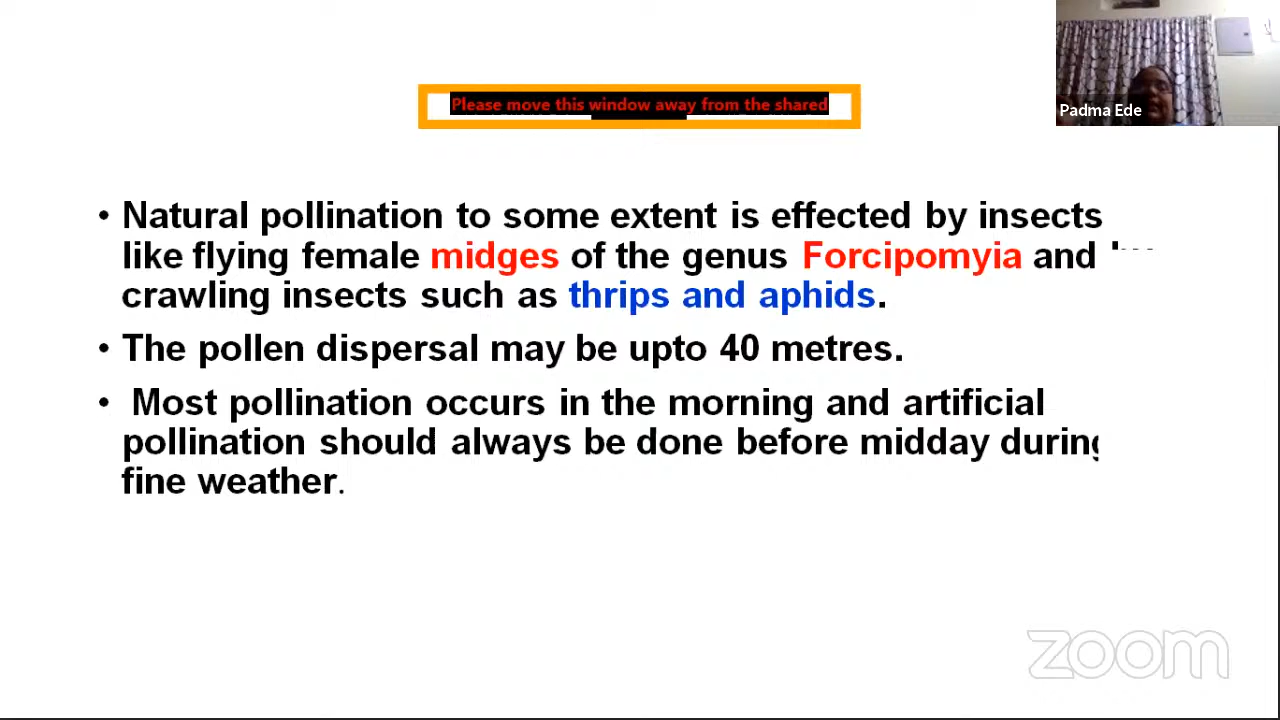 Please move this window away from the shared
Padma Ede
• Natural pollination to some extent is effected by insects
like flying female midges of the genus Forcipomyia and
crawling insects such as thrips and aphids.
• The pollen dispersal may be upto 40 metres.
• Most pollination occurs in the morning and artificial
pollination should always be done before midday during
fine weather.
zoom